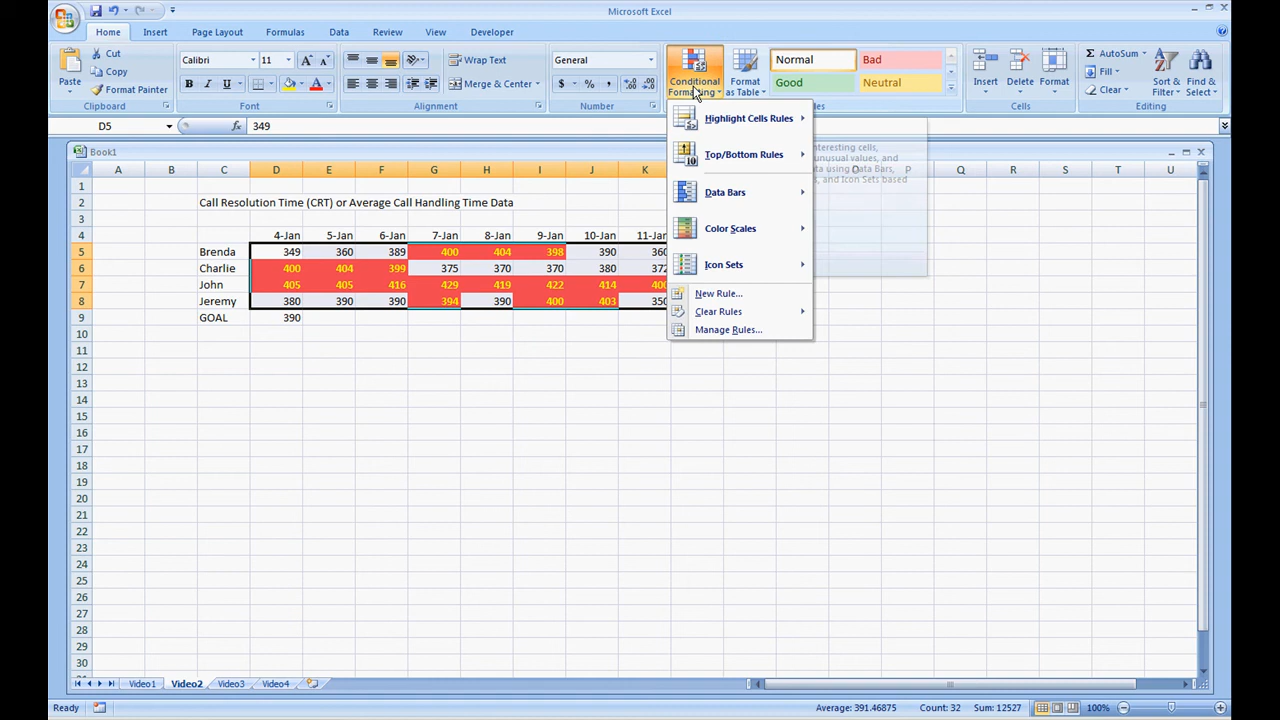 Microsoft Excel
Home Insert Page Layout Formulas Data Review View Developer
Cut
Copy
Format Painter
Paste
Clipboard
Calibri 11
B I U
Font
Wrap Text
Merge & Center
Alignment
General
$ % ,
Number
Conditional Formatting
Format as Table
Normal Bad
Good Neutral
Insert Delete Format
Cells
AutoSum
Fill
Clear
Sort & Filter
Find & Select
Editing
D5 fx 349
Highlight Cells Rules
Top/Bottom Rules
Data Bars
Color Scales
Icon Sets
New Rule...
Clear Rules
Manage Rules...
interesting cells,
unusual values, and
Data Bars,
and Icon Sets based
Book1
A B C D E F G H I J K O P Q R S T U
1
2 Call Resolution Time (CRT) or Average Call Handling Time Data
3
4 4-Jan 5-Jan 6-Jan 7-Jan 8-Jan 9-Jan 10-Jan 11-Jan
5 Brenda 349 360 389 400 404 398 390 360
6 Charlie 400 404 399 375 370 370 380 372
7 John 405 405 416 429 419 422 414 400
8 Jeremy 380 390 390 394 390 400 403 350
9 GOAL 390
10
11
12
13
14
15
16
17
18
19
20
21
22
23
24
25
26
27
28
29
30
Video1 Video2 Video3 Video4
Ready Average: 391.46875 Count: 32 Sum: 12527 100%